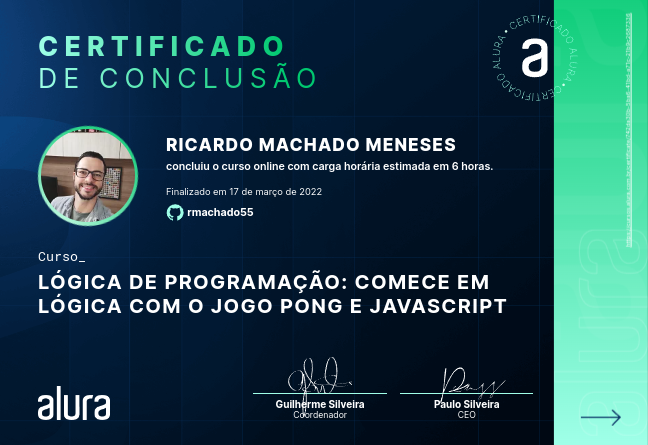 CERTIFICADO
DE CONCLUSÃO
CERTIFICADO ALURA • CERTIFICADO ALURA •
a
RICARDO MACHADO MENESES
concluiu o curso online com carga horária estimada em 6 horas.
Finalizado em 17 de março de 2022
rmachado55
Curso_
LÓGICA DE PROGRAMAÇÃO: COMECE EM
LÓGICA COM O JOGO PONG E JAVASCRIPT
alura
Guilherme Silveira
Coordenador
Paulo Silveira
CEO
alura